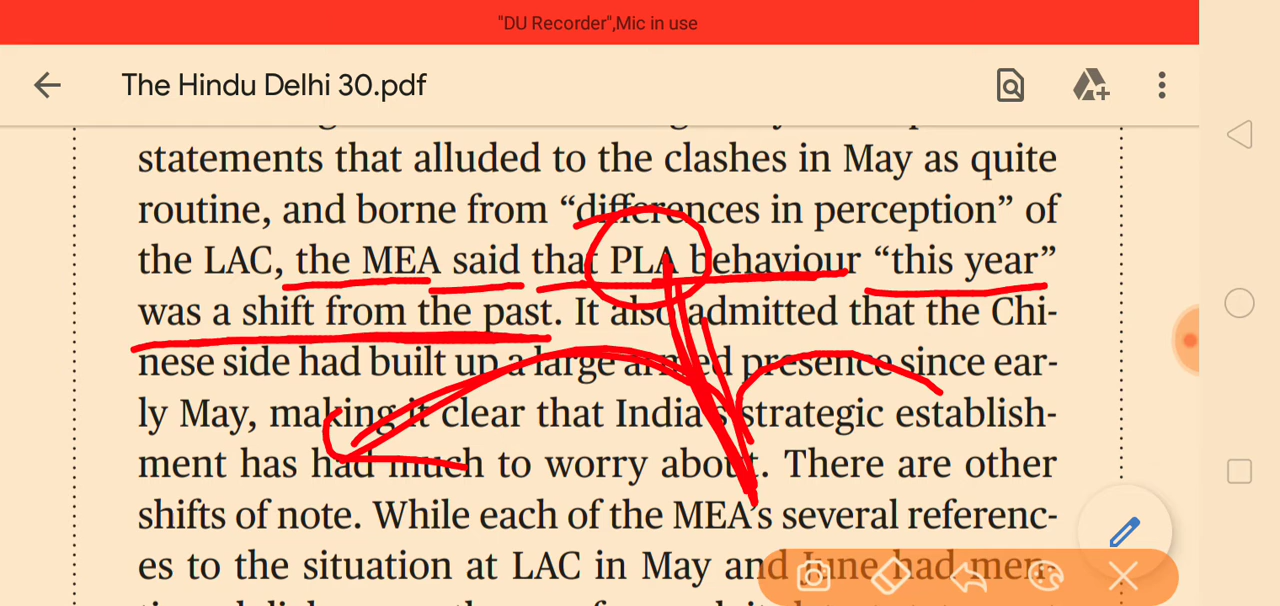 "DU Recorder",Mic in use
The Hindu Delhi 30.pdf
statements that alluded to the clashes in May as quite
routine, and borne from “differences in perception” of
the LAC, the MEA said that PLA behaviour “this year”
was a shift from the past. It also admitted that the Chi-
nese side had built up a large armed presence since ear-
ly May, making it clear that India's strategic establish-
ment has had much to worry about. There are other
shifts of note. While each of the MEA's several referenc-
es to the situation at LAC in May and June had men-